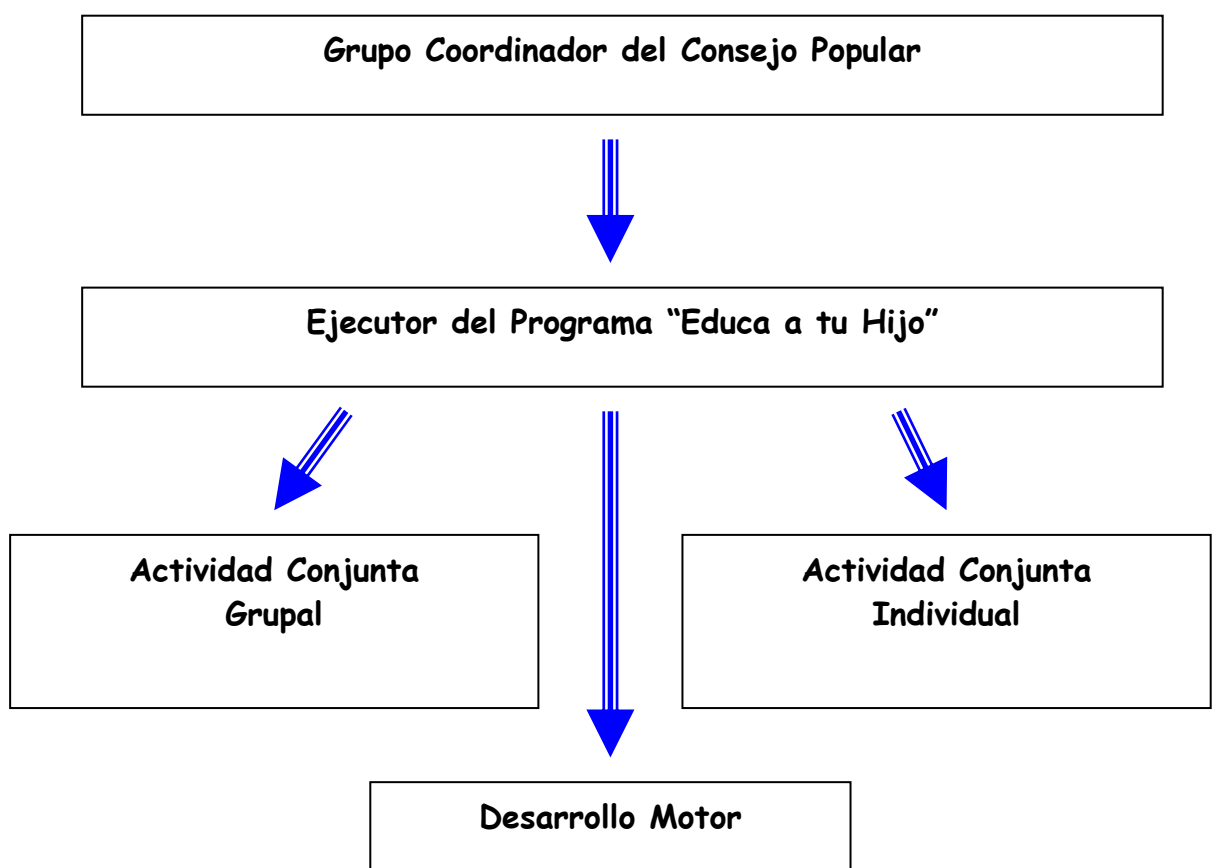 Grupo Coordinador del Consejo Popular
Ejecutor del Programa “Educa a tu Hijo”
Actividad Conjunta
Grupal
Actividad Conjunta
Individual
Desarrollo Motor